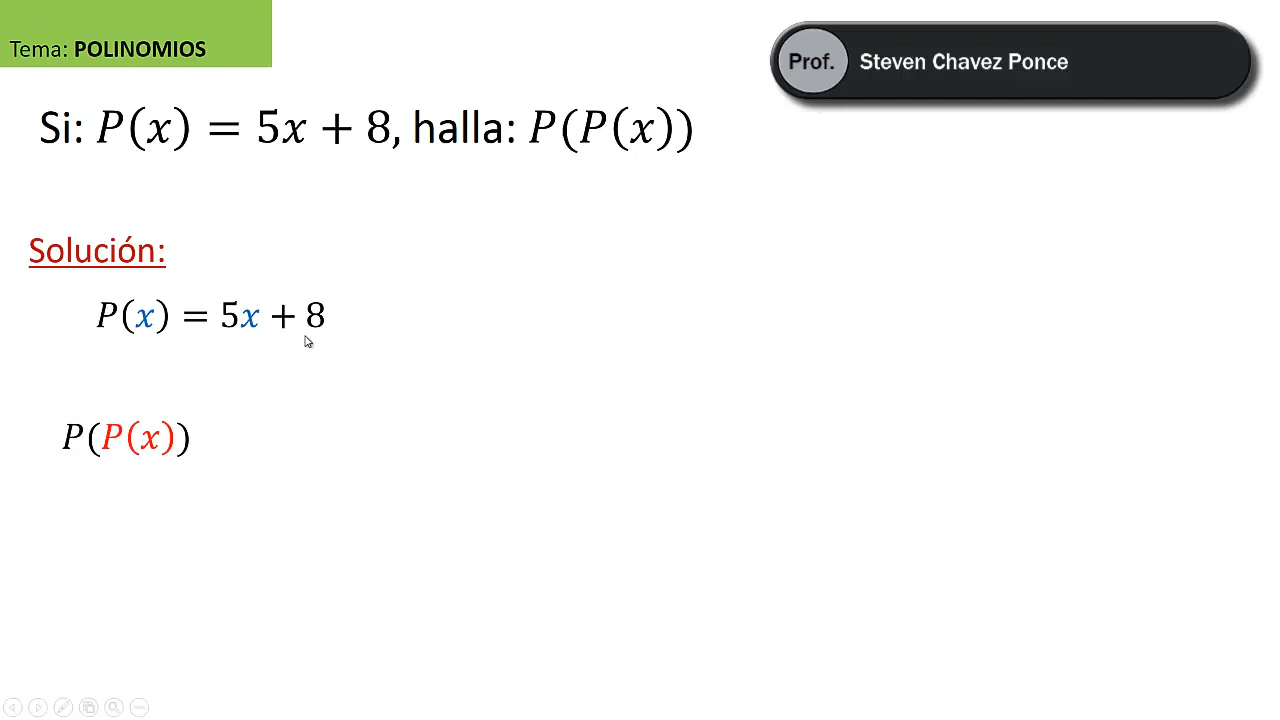 Tema: POLINOMIOS
Prof. Steven Chavez Ponce
Si: P(x) = 5x + 8, halla: P(P(x))
Solución:
P(x) = 5x + 8
P(P(x))